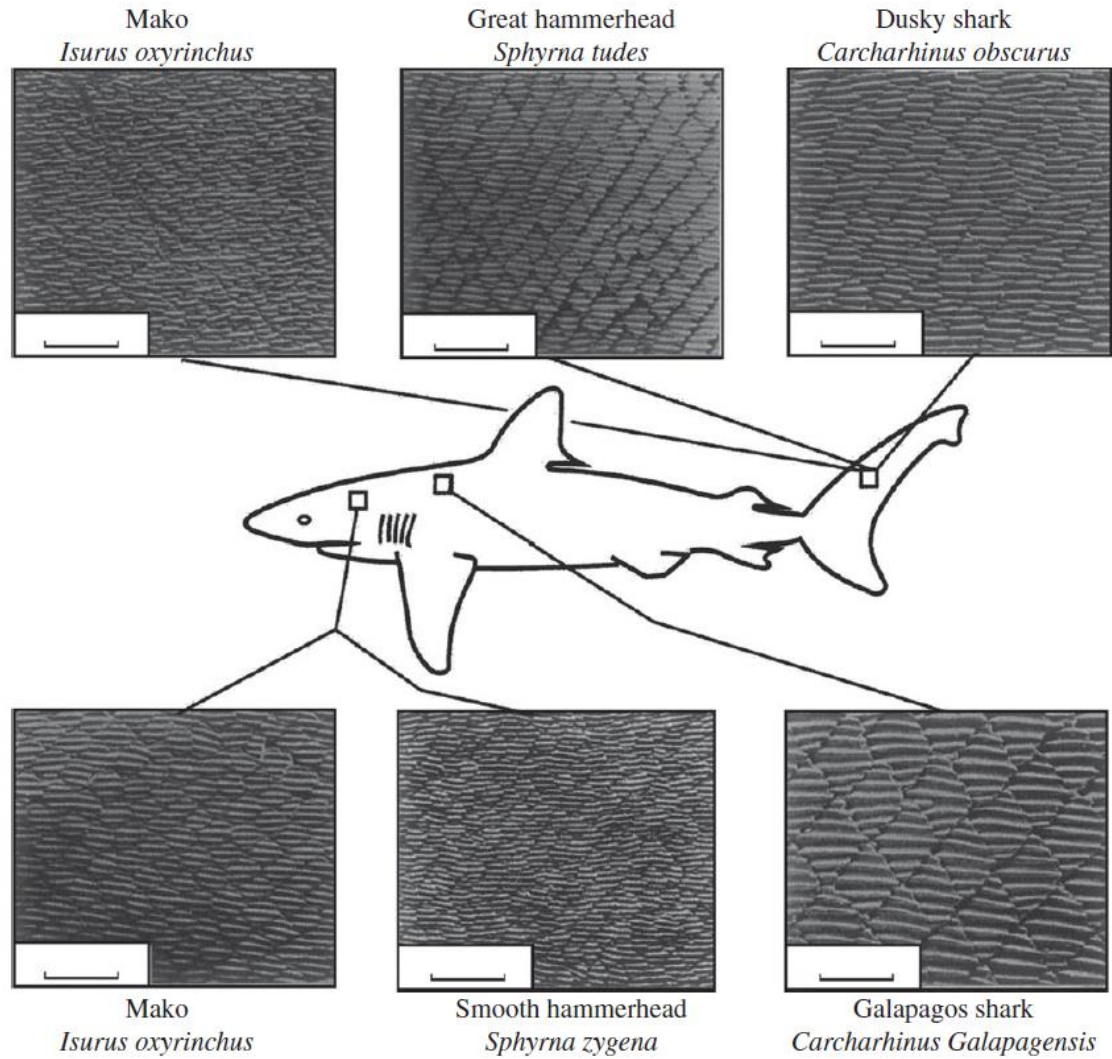 Mako
Isurus oxyrinchus
Great hammerhead
Sphyrna tudes
Dusky shark
Carcharhinus obscurus
Mako
Isurus oxyrinchus
Smooth hammerhead
Sphyrna zygena
Galapagos shark
Carcharhinus Galapagensis